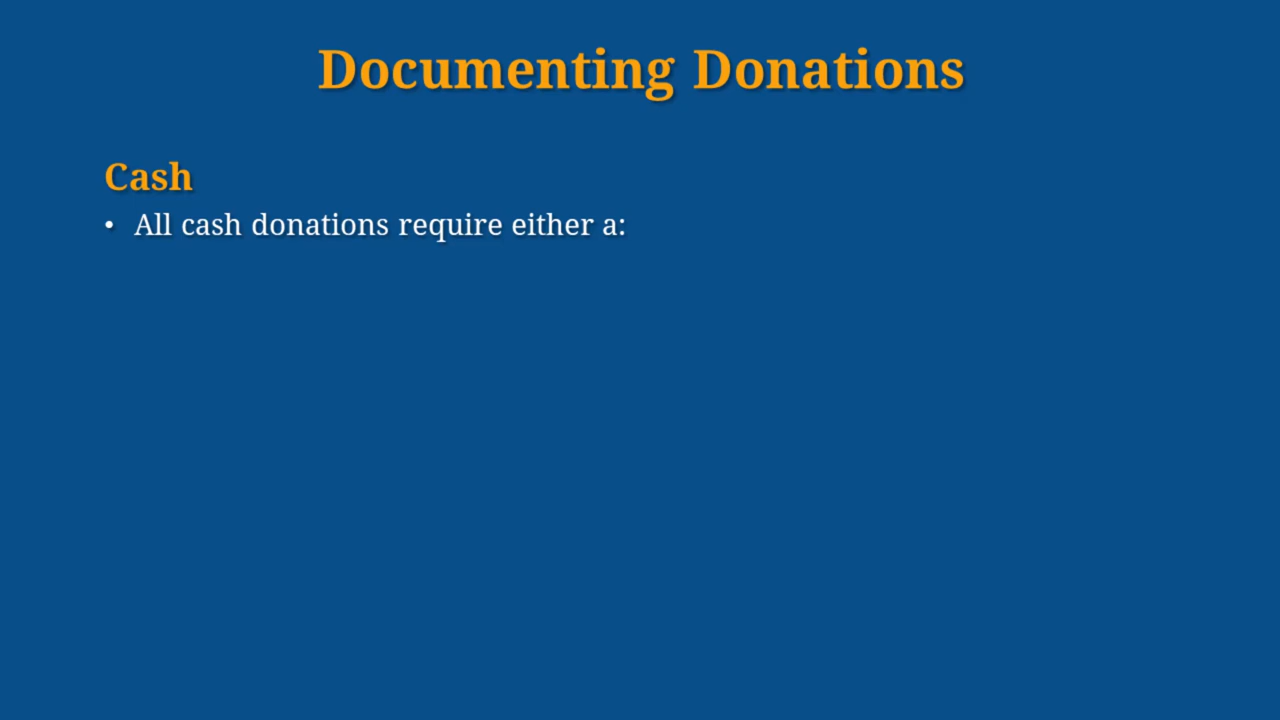 Documenting Donations
Cash
• All cash donations require either a: